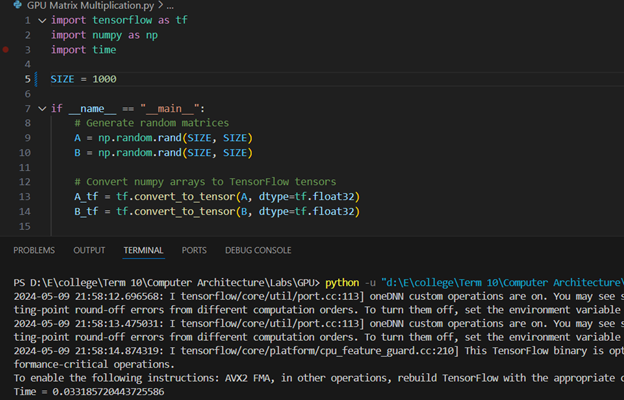 GPU Matrix Multiplication.py > ...
1 import tensorflow as tf
2 import numpy as np
3 import time
4
5 SIZE = 1000
6
7 if __name__ == "__main__":
8 # Generate random matrices
9 A = np.random.rand(SIZE, SIZE)
10 B = np.random.rand(SIZE, SIZE)
11
12 # Convert numpy arrays to TensorFlow tensors
13 A_tf = tf.convert_to_tensor(A, dtype=tf.float32)
14 B_tf = tf.convert_to_tensor(B, dtype=tf.float32)
15
PROBLEMS OUTPUT TERMINAL PORTS DEBUG CONSOLE
PS D:\E\college\Term 10\Computer Architecture\Labs\GPU> python -u "d:\E\college\Term 10\Computer Architecture\
2024-05-09 21:58:12.696568: I tensorflow/core/util/port.cc:113] oneDNN custom operations are on. You may see s
ting-point round-off errors from different computation orders. To turn them off, set the environment variable
2024-05-09 21:58:13.475031: I tensorflow/core/util/port.cc:113] oneDNN custom operations are on. You may see s
ting-point round-off errors from different computation orders. To turn them off, set the environment variable
2024-05-09 21:58:14.874319: I tensorflow/core/platform/cpu_feature_guard.cc:210] This TensorFlow binary is opt
formance-critical operations.
To enable the following instructions: AVX2 FMA, in other operations, rebuild TensorFlow with the appropriate c
Time = 0.033185720443725586